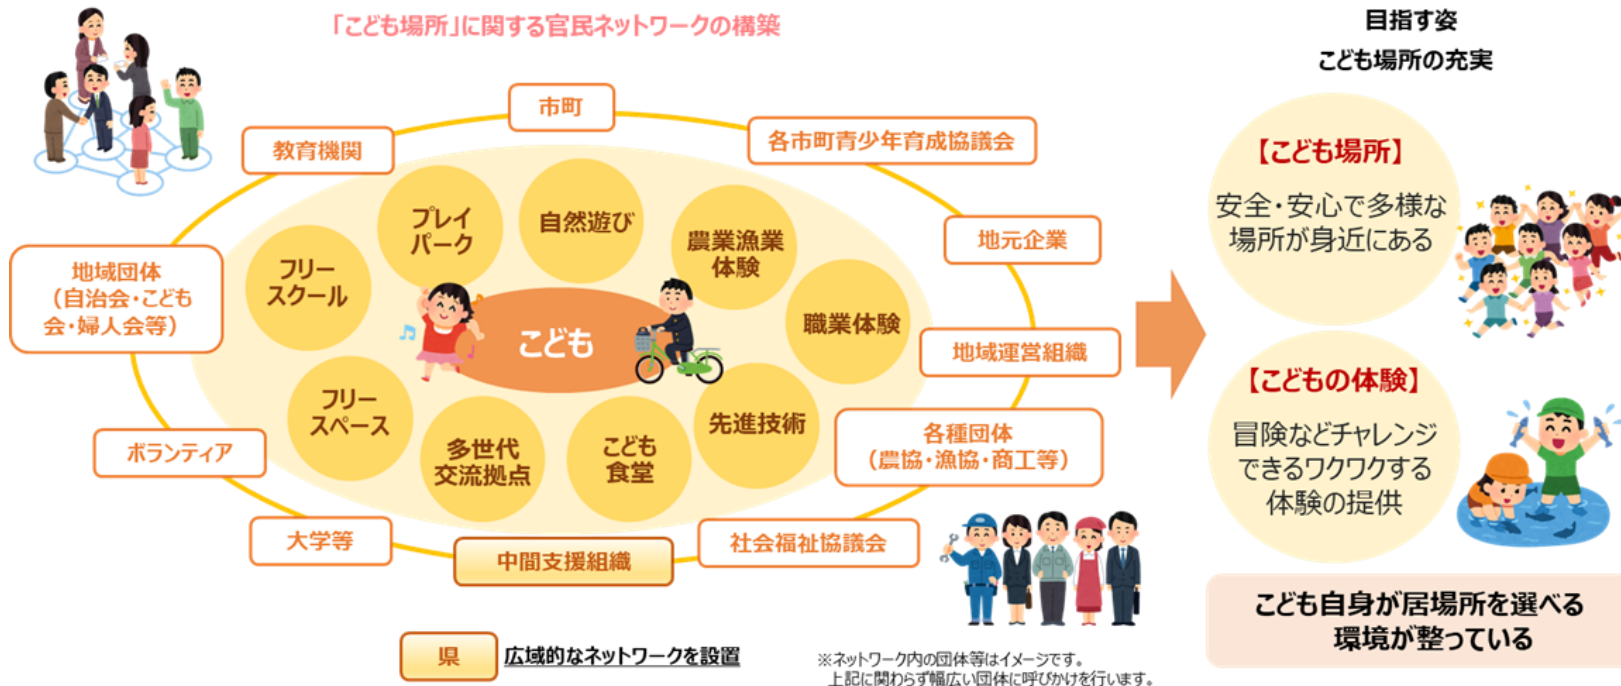 「こども場所」に関する官民ネットワークの構築
市町
教育機関
各市町青少年育成協議会
地元企業
地域団体
（自治会・こども
会・婦人会等）
地域運営組織
ボランティア
各種団体
（農協・漁協・商工等）
大学等
中間支援組織
社会福祉協議会
プレイ
パーク
自然遊び
農業漁業
体験
フリー
スクール
職業体験
こども
フリー
スペース
多世代
交流拠点
こども
食堂
先進技術
県
広域的なネットワークを設置
※ネットワーク内の団体等はイメージです。
上記に関わらず幅広い団体に呼びかけを行います。
目指す姿
こども場所の充実
【こども場所】
安全・安心で多様な
場所が身近にある
【こどもの体験】
冒険などチャレンジ
できるワクワクする
体験の提供
こども自身が居場所を選べる
環境が整っている